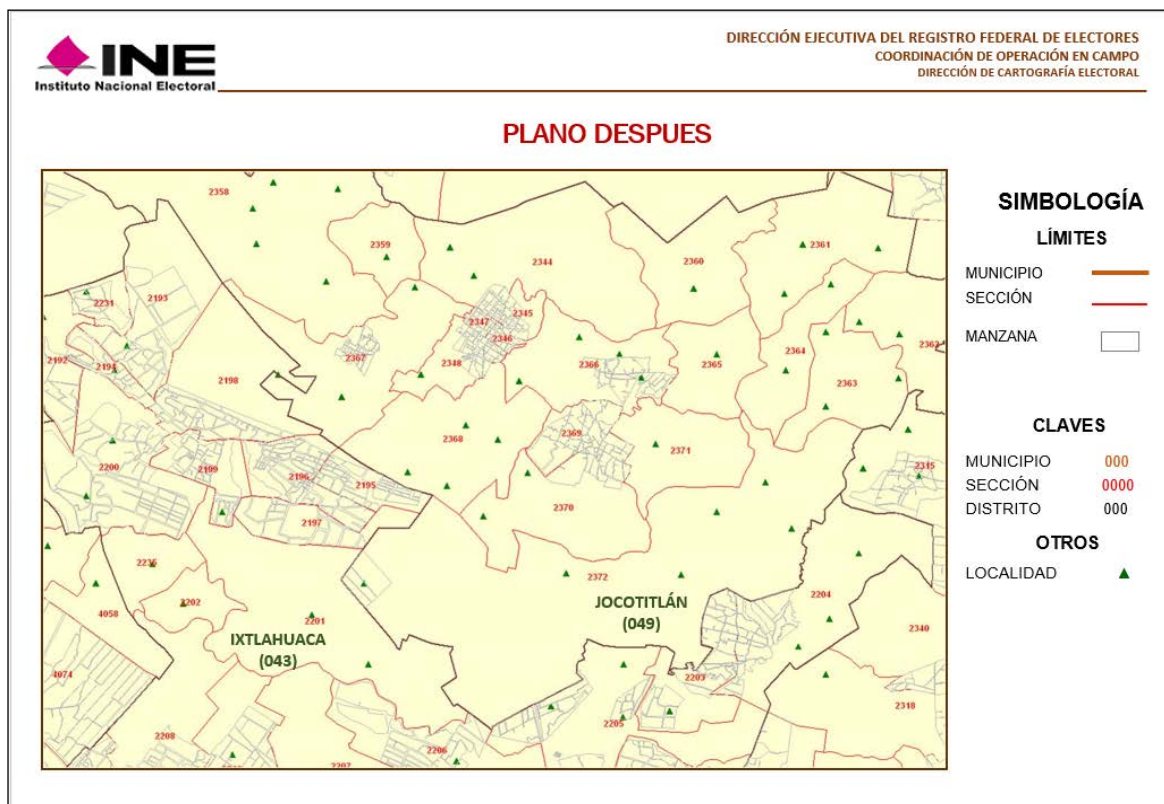 INE
Instituto Nacional Electoral
DIRECCIÓN EJECUTIVA DEL REGISTRO FEDERAL DE ELECTORES
COORDINACIÓN DE OPERACIÓN EN CAMPO
DIRECCIÓN DE CARTOGRAFÍA ELECTORAL
PLANO DESPUES
2358
2359
2344
2360
2361
2231
2193
2345
2347
2346
2192
2194
2198
2367
2348
2366
2365
2364
2363
2362
2368
2369
2371
2200
2199
2196
2195
2315
2197
2370
2235
2372
2202
2204
4058
2201
2340
IXTLAHUACA
(043)
JOCOTITLÁN
(049)
4074
2203
2318
2205
2208
2206
2207
SIMBOLOGÍA
LÍMITES
MUNICIPIO
SECCIÓN
MANZANA
CLAVES
MUNICIPIO 000
SECCIÓN 0000
DISTRITO 000
OTROS
LOCALIDAD